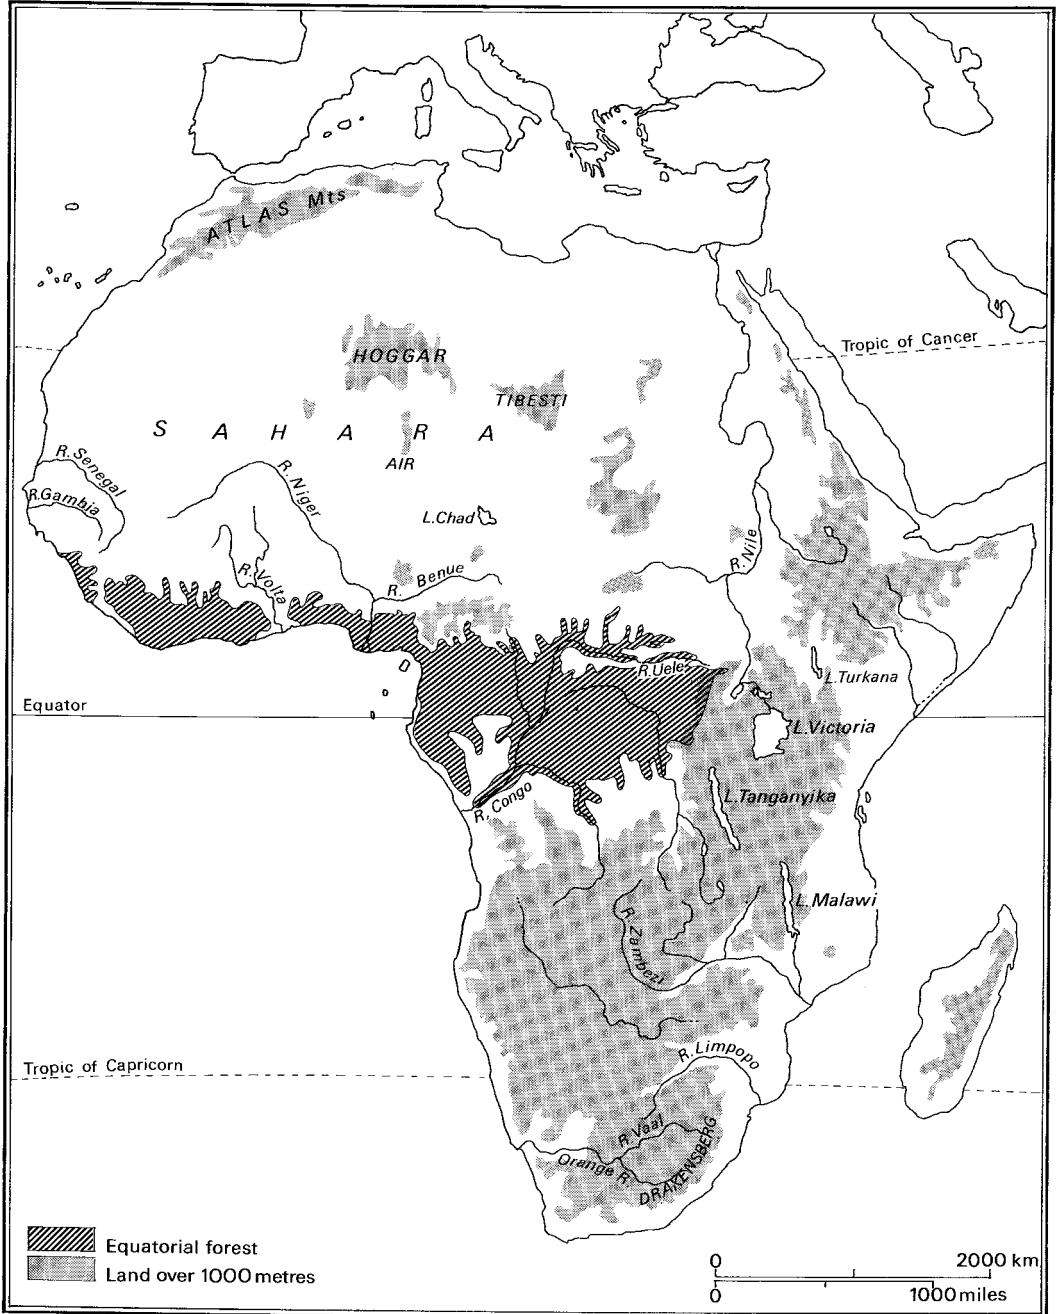 ATLAS Mts
HOGGAR
Tropic of Cancer
TIBESTI
SAHARA
AIR
R. Senegal
R. Niger
R. Gambia
L. Chad
R. Nile
R. Benue
R. Volta
R. Uele
L. Turkana
Equator
L. Victoria
L. Tanganyika
R. Congo
L. Malawi
R. Zambezi
R. Limpopo
Tropic of Capricorn
R. Vaal
Orange R.
DRAKENSBERG
Equatorial forest
Land over 1000 metres
0 2000 km
0 1000 miles